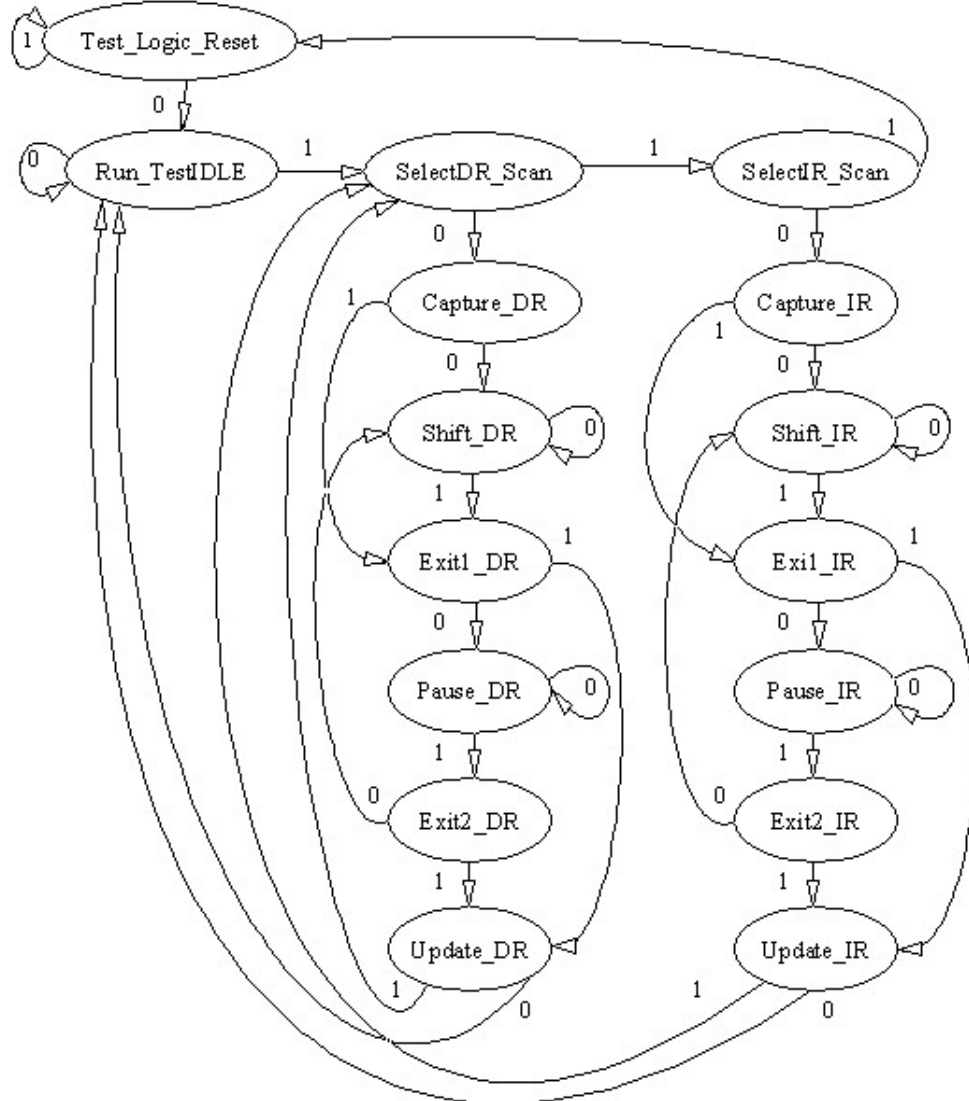 1 Test_Logic_Reset
0 1
0 Run_TestIDLE 1 SelectDR_Scan 1 SelectIR_Scan
0 0
1 Capture_DR Capture_IR
1
0 0
Shift_DR 0 Shift_IR 0
1 1
Exit1_DR 1 Exi1_IR 1
0 0
Pause_DR 0 Pause_IR 0
1 1
0 Exit2_DR 0 Exit2_IR
1 1
Update_DR Update_IR
1 0 1 0